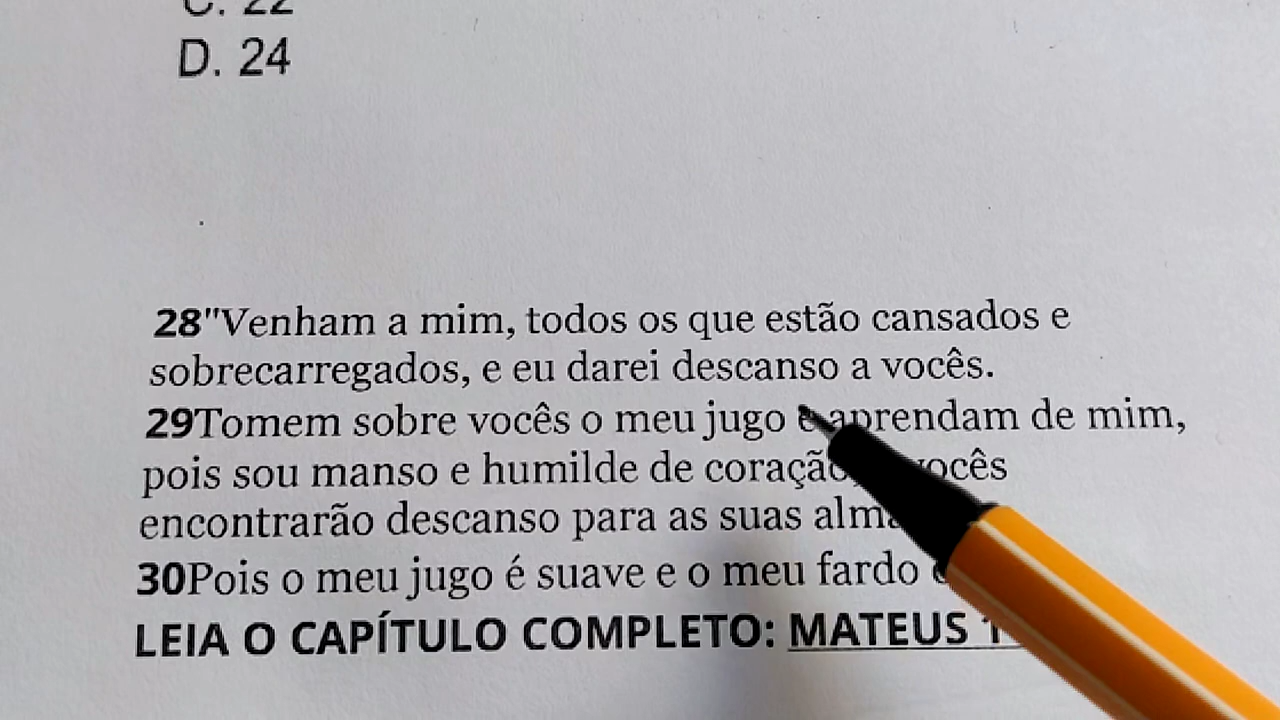 C. 22
D. 24
28"Venham a mim, todos os que estão cansados e
sobrecarregados, e eu darei descanso a vocês.
29Tomem sobre vocês o meu jugo e aprendam de mim,
pois sou manso e humilde de coração vocês
encontrarão descanso para as suas
30Pois o meu jugo é suave e o meu fardo
LEIA O CAPÍTULO COMPLETO: MATEUS